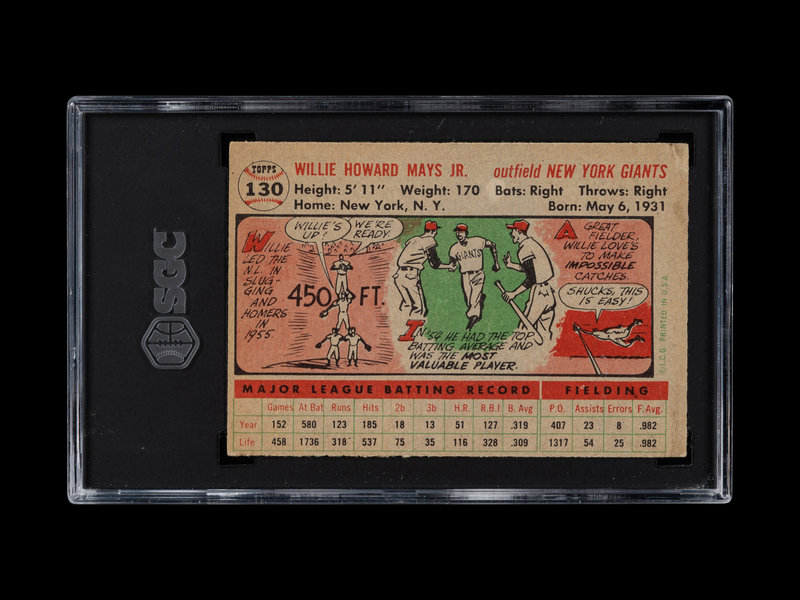 TOPPS
130
WILLIE HOWARD MAYS JR. outfield NEW YORK GIANTS
Height: 5' 11" Weight: 170 Bats: Right Throws: Right
Home: New York, N. Y. Born: May 6, 1931
WILLIE
LED THE
N.L. IN
SLUG-
GING
AND
HOMERS
IN
1955.
WILLIE'S
UP!
WE'RE
READY.
450 FT.
GIANTS
IN '54 HE HAD THE TOP
BATTING AVERAGE AND
WAS THE MOST
VALUABLE PLAYER.
A GREAT
FIELDER,
WILLIE LOVE'S
TO MAKE
IMPOSSIBLE
CATCHES.
SHUCKS, THIS
IS EASY!
©T.C.G. PRINTED IN U.S.A.
MAJOR LEAGUE BATTING RECORD FIELDING
Games At Bat Runs Hits 2b 3b H.R. R.B.I. B. Avg. P.O. Assists Errors F. Avg.
Year 152 580 123 185 18 13 51 127 .319 407 23 8 .982
Life 458 1736 318 537 75 35 116 328 .309 1317 54 25 .982
SGC